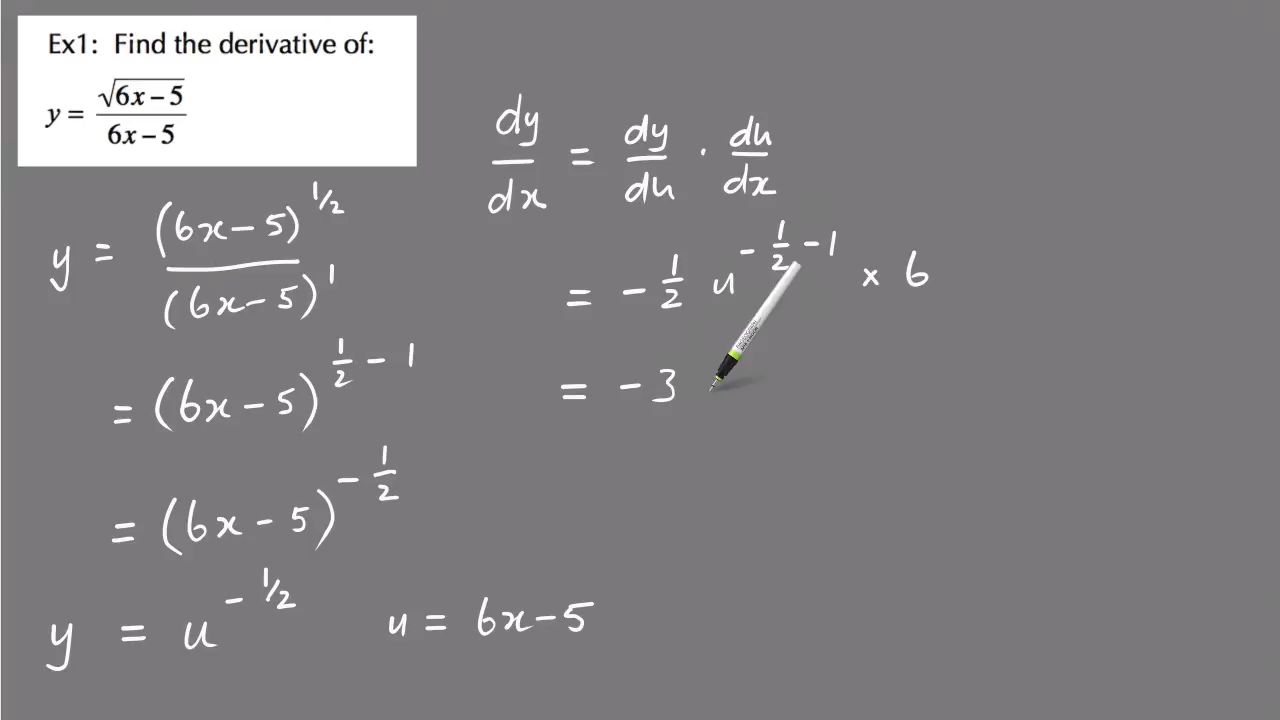 Ex1: Find the derivative of:
y = √(6x – 5) / (6x – 5)
y = (6x – 5)^1/2 / (6x – 5)^1
= (6x – 5)^(1/2 – 1)
= (6x – 5)^(–1/2)
y = u^(–1/2) u = 6x – 5
dy/dx = dy/du · du/dx
= – 1/2 u^(–1/2 – 1) × 6
= – 3